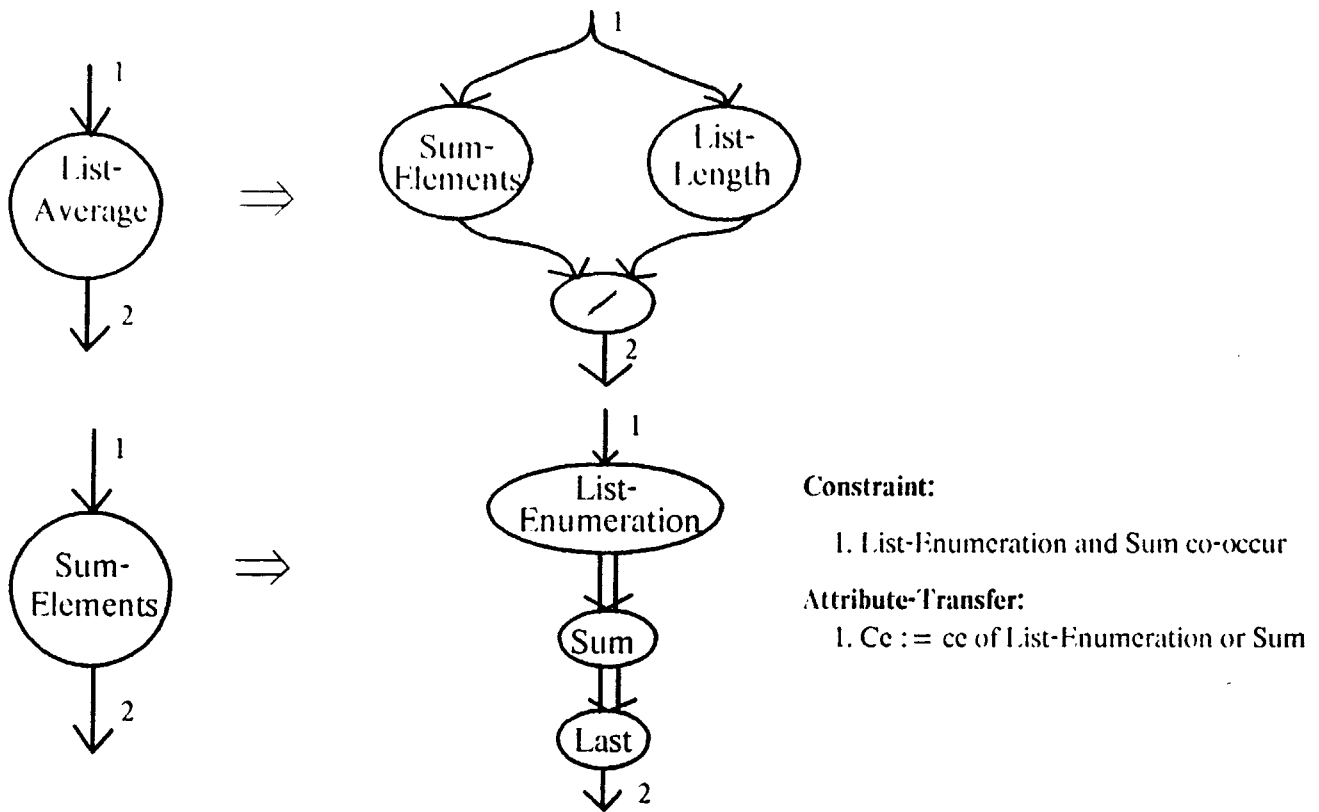 1
List-
Average
2
⇒
1
Sum-
Elements
List-
Length
/
2
1
Sum-
Elements
2
⇒
1
List-
Enumeration
Sum
Last
2
Constraint:
1. List-Enumeration and Sum co-occur
Attribute-Transfer:
1. Ce := ce of List-Enumeration or Sum